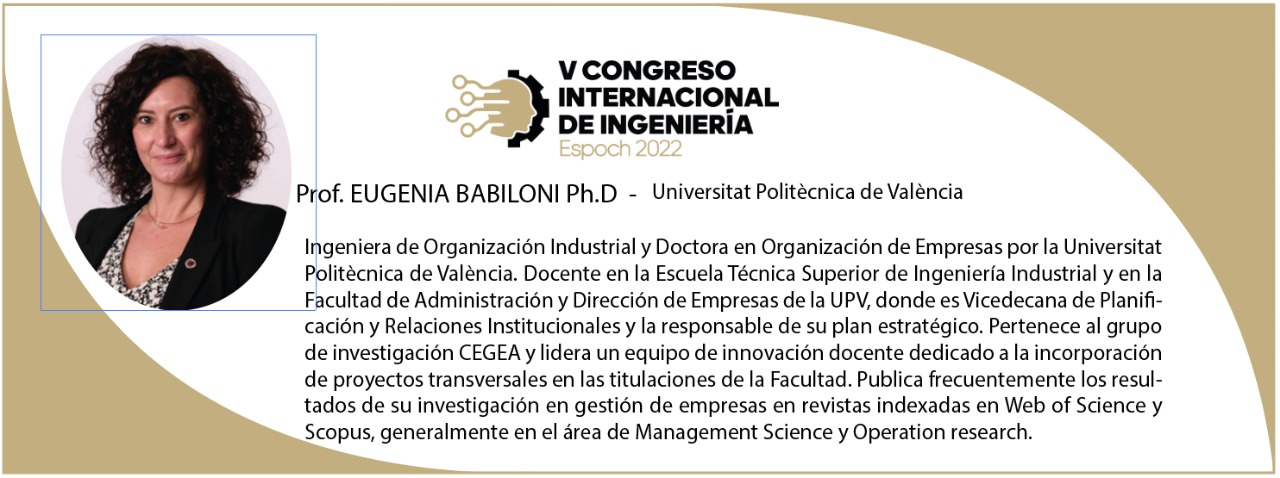 V CONGRESO
INTERNACIONAL
DE INGENIERÍA
Espoch 2022
Prof. EUGENIA BABILONI Ph.D - Universitat Politècnica de València
Ingeniera de Organización Industrial y Doctora en Organización de Empresas por la Universitat
Politècnica de València. Docente en la Escuela Técnica Superior de Ingeniería Industrial y en la
Facultad de Administración y Dirección de Empresas de la UPV, donde es Vicedecana de Planifi-
cación y Relaciones Institucionales y la responsable de su plan estratégico. Pertenece al grupo
de investigación CEGEA y lidera un equipo de innovación docente dedicado a la incorporación
de proyectos transversales en las titulaciones de la Facultad. Publica frecuentemente los resul-
tados de su investigación en gestión de empresas en revistas indexadas en Web of Science y
Scopus, generalmente en el área de Management Science y Operation research.